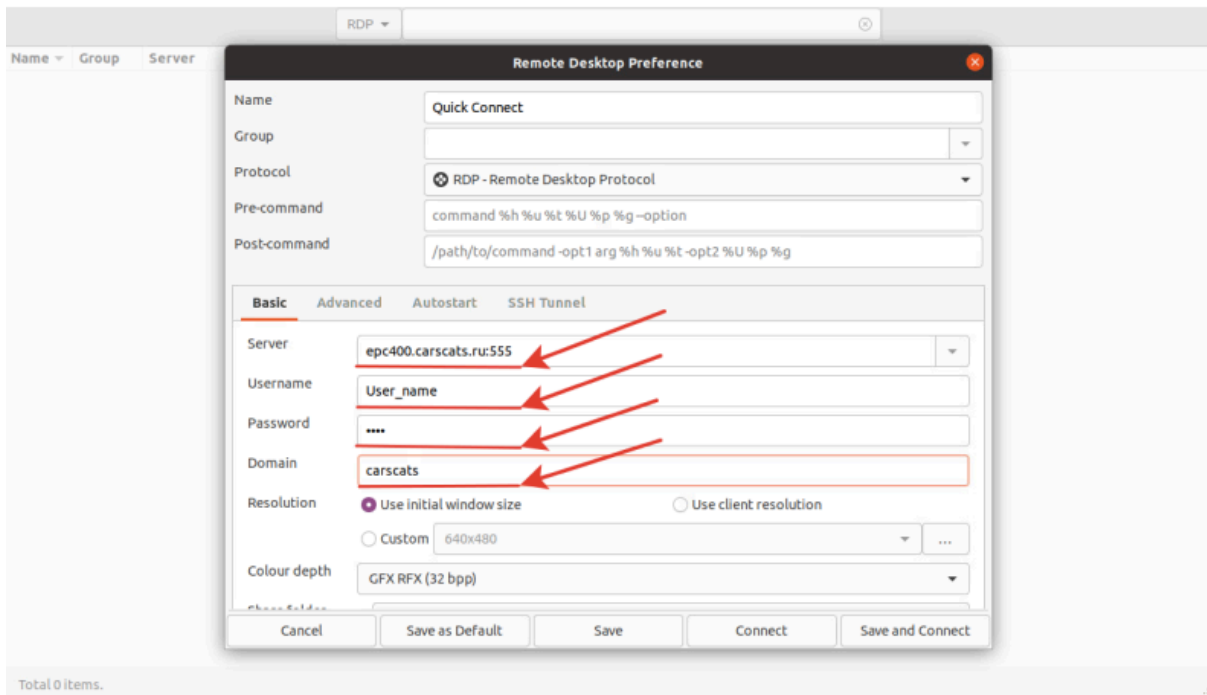 RDP
Name Group Server
Remote Desktop Preference
Name Quick Connect
Group
Protocol RDP - Remote Desktop Protocol
Pre-command command %h %u %t %U %p %g --option
Post-command /path/to/command -opt1 arg %h %u %t -opt2 %U %p %g
Basic Advanced Autostart SSH Tunnel
Server epc400.carscats.ru:555
Username User_name
Password ••••
Domain carscats
Resolution Use initial window size Use client resolution
Custom 640x480 ...
Colour depth GFX RFX (32 bpp)
Share folder
Cancel Save as Default Save Connect Save and Connect
Total 0 items.